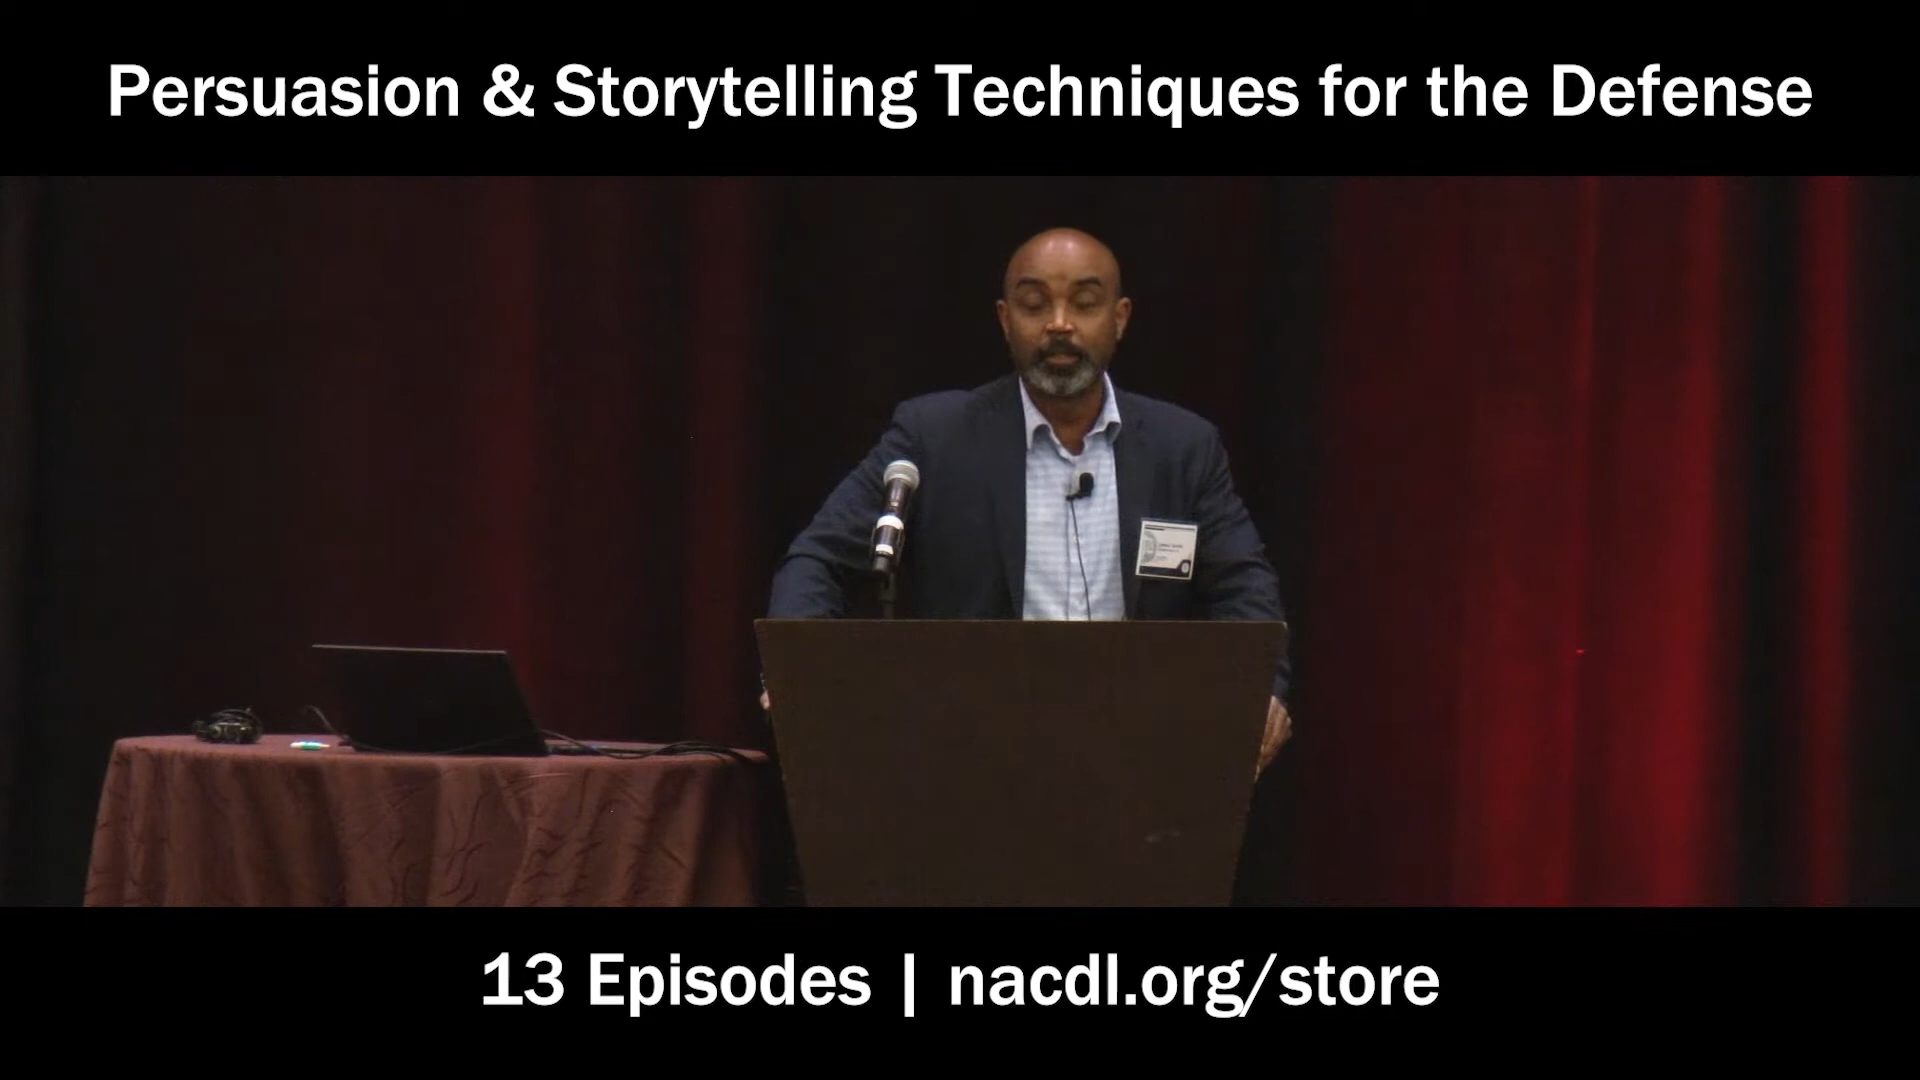 Persuasion & Storytelling Techniques for the Defense
13 Episodes | nacdl.org/store